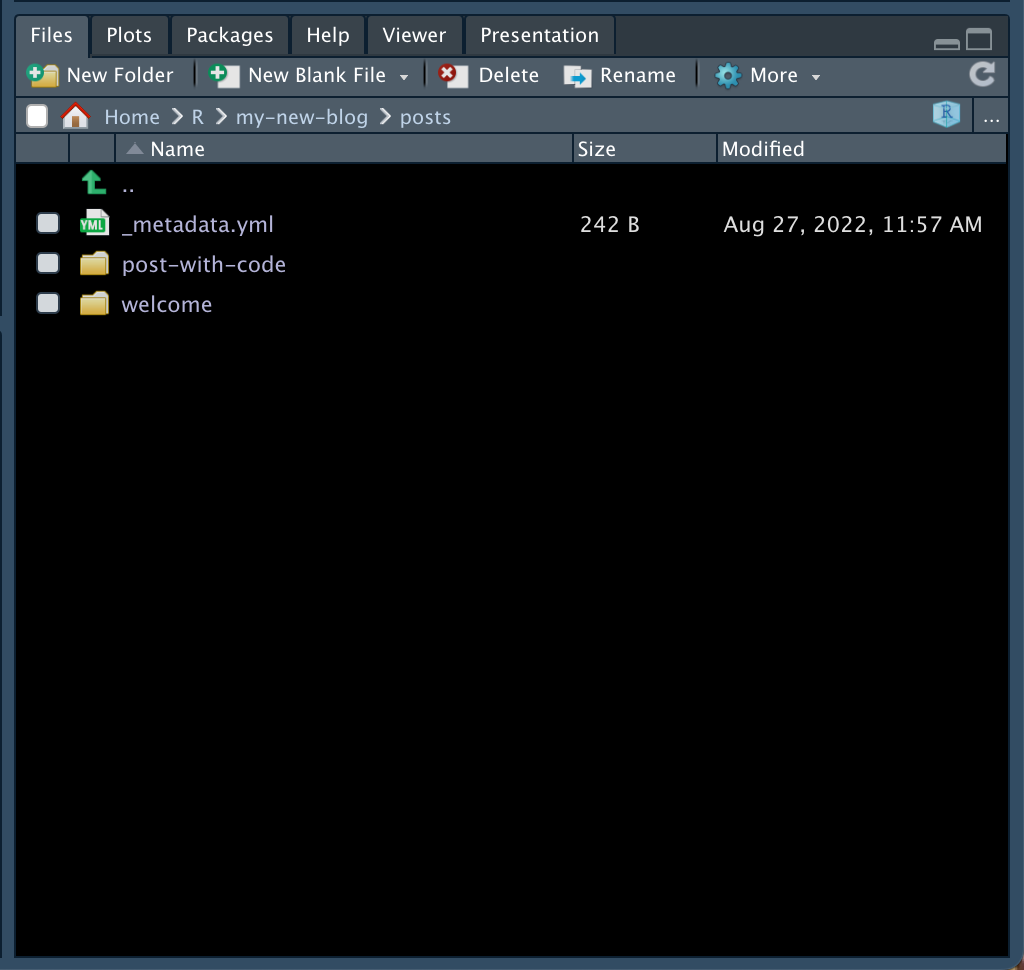 Files Plots Packages Help Viewer Presentation
New Folder New Blank File Delete Rename More
Home R my-new-blog posts R ...
Name Size Modified
..
YML _metadata.yml 242 B Aug 27, 2022, 11:57 AM
post-with-code
welcome